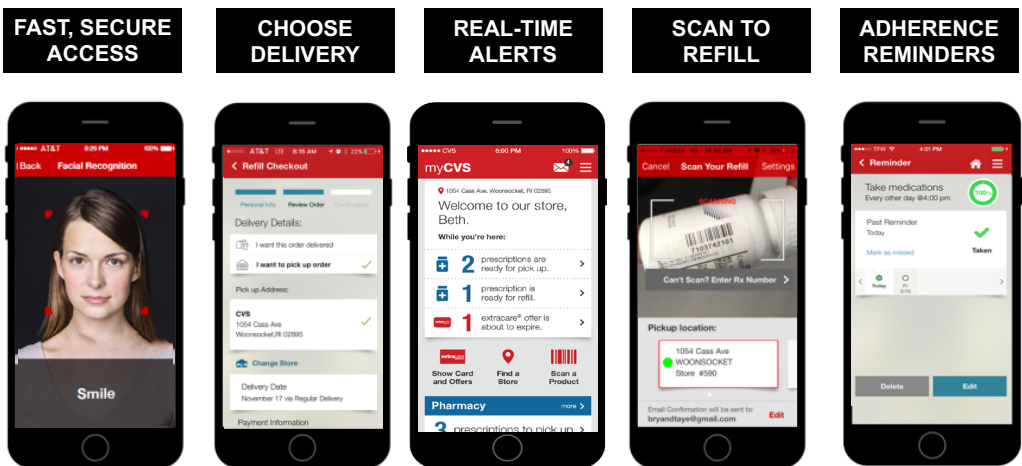 FAST, SECURE
ACCESS
CHOOSE
DELIVERY
REAL-TIME
ALERTS
SCAN TO
REFILL
ADHERENCE
REMINDERS
AT&T 9:25 PM 100%
Back Facial Recognition
Smile
AT&T LTE 8:15 AM 22%
Refill Checkout
Personal Info Review Order Confirmation
Delivery Details:
I want this order delivered
I want to pick up order
Pick up Address:
CVS
1054 Cass Ave
Woonsocket,RI 02895
Change Store
Delivery Date
November 17 via Regular Delivery
Payment Information
CVS 5:00 PM 100%
myCVS 4
1054 Cass Ave, Woonsocket, RI 02895
Welcome to our store,
Beth.
While you're here:
2 prescriptions are
ready for pick up.
1 prescription is
ready for refill.
extracare 1 extracare® offer is
about to expire.
extracare
Show Card
and Offers
Find a
Store
Scan a
Product
Pharmacy more >
3 prescriptions to pick up >
Cancel Scan Your Refill Settings
SCANNING
7103742101
Can't Scan? Enter Rx Number >
Pickup location:
1054 Cass Ave
WOONSOCKET
Store #590
Email Confirmation will be sent to:
bryandtaye@gmail.com Edit
TFW 4:01 PM
< Reminder
Take medications
Every other day @4:00 pm
100%
Past Reminder
Today
Mark as missed Taken
Today Fr
Delete Edit